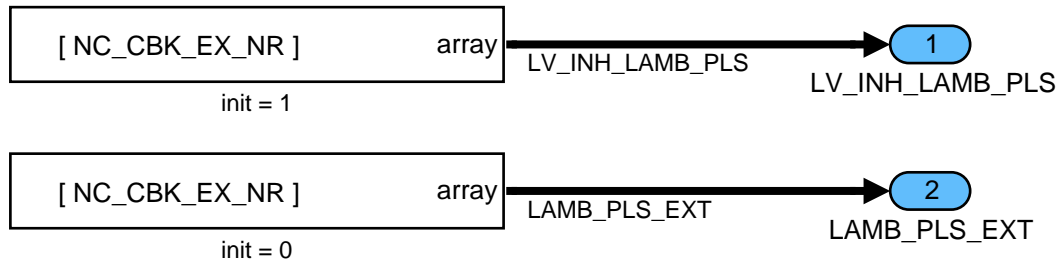 [ NC_CBK_EX_NR ] array
LV_INH_LAMB_PLS
1
LV_INH_LAMB_PLS
init = 1
[ NC_CBK_EX_NR ] array
LAMB_PLS_EXT
2
LAMB_PLS_EXT
init = 0